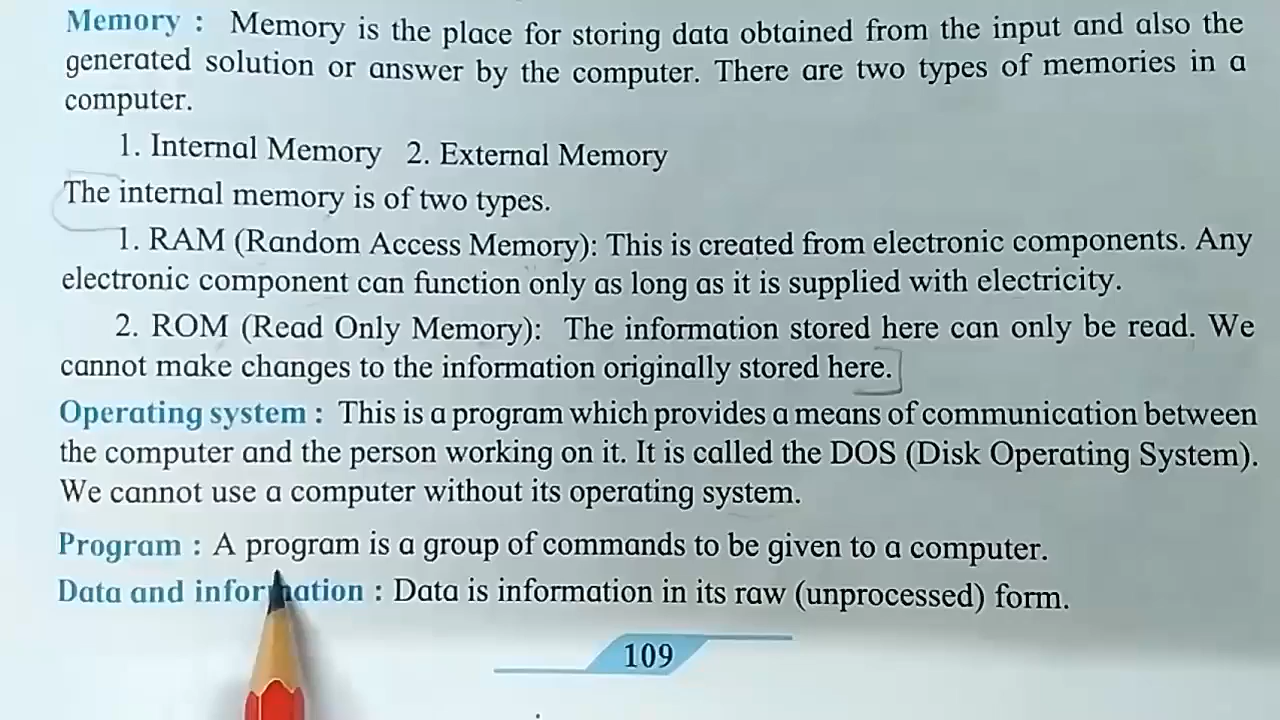 Memory : Memory is the place for storing data obtained from the input and also the
generated solution or answer by the computer. There are two types of memories in a
computer.
1. Internal Memory 2. External Memory
The internal memory is of two types.
1. RAM (Random Access Memory): This is created from electronic components. Any
electronic component can function only as long as it is supplied with electricity.
2. ROM (Read Only Memory): The information stored here can only be read. We
cannot make changes to the information originally stored here.
Operating system : This is a program which provides a means of communication between
the computer and the person working on it. It is called the DOS (Disk Operating System).
We cannot use a computer without its operating system.
Program : A program is a group of commands to be given to a computer.
Data and information : Data is information in its raw (unprocessed) form.
109